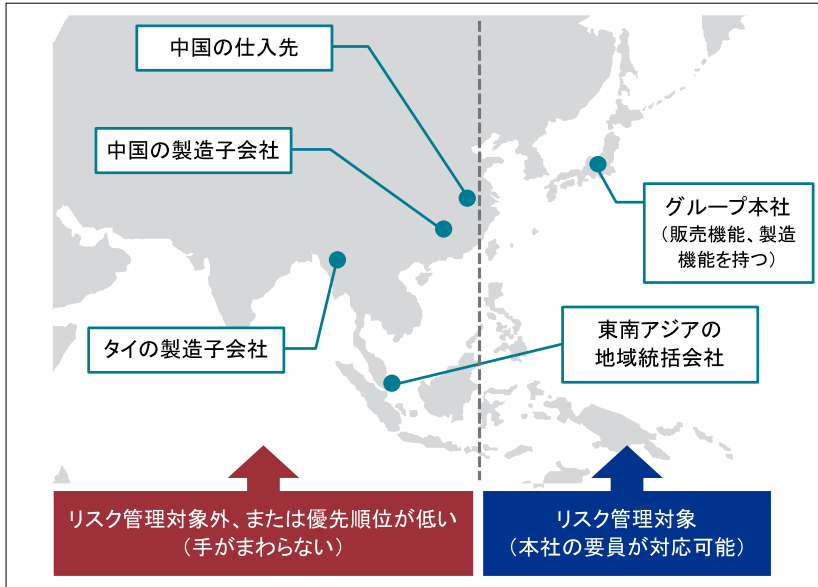 中国の仕入先
中国の製造子会社
グループ本社
（販売機能、製造
機能を持つ）
タイの製造子会社
東南アジアの
地域統括会社
リスク管理対象外、または優先順位が低い
（手がまわらない）
リスク管理対象
（本社の要員が対応可能）